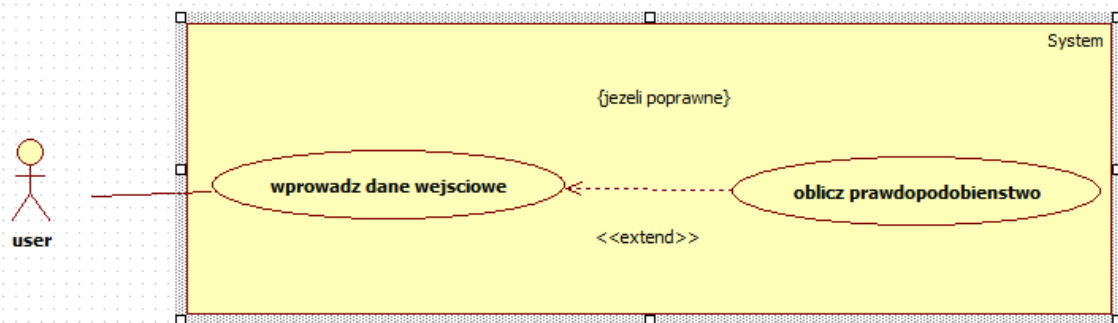 System
{jezeli poprawne}
wprowadz dane wejsciowe
oblicz prawdopodobienstwo
<<extend>>
user